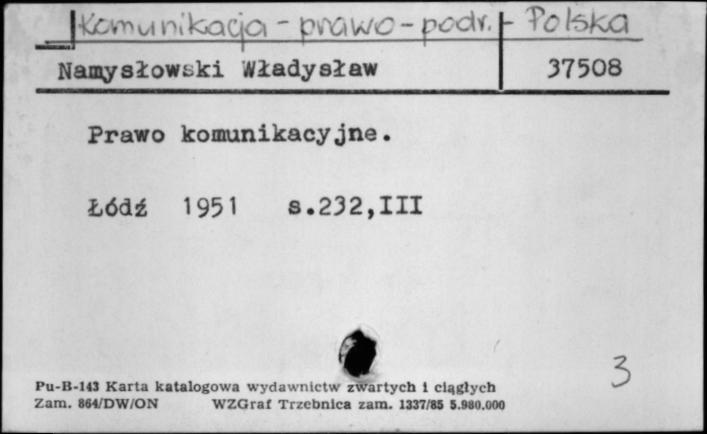 Komunikacja - prawo - podr. - Polska
Namysłowski Władysław 37508
Prawo komunikacyjne.
Łódź 1951 s.232,III
3
Pu-B-143 Karta katalogowa wydawnictw zwartych i ciągłych
Zam. 864/DW/ON WZGraf Trzebnica zam. 1337/85 5.980.000